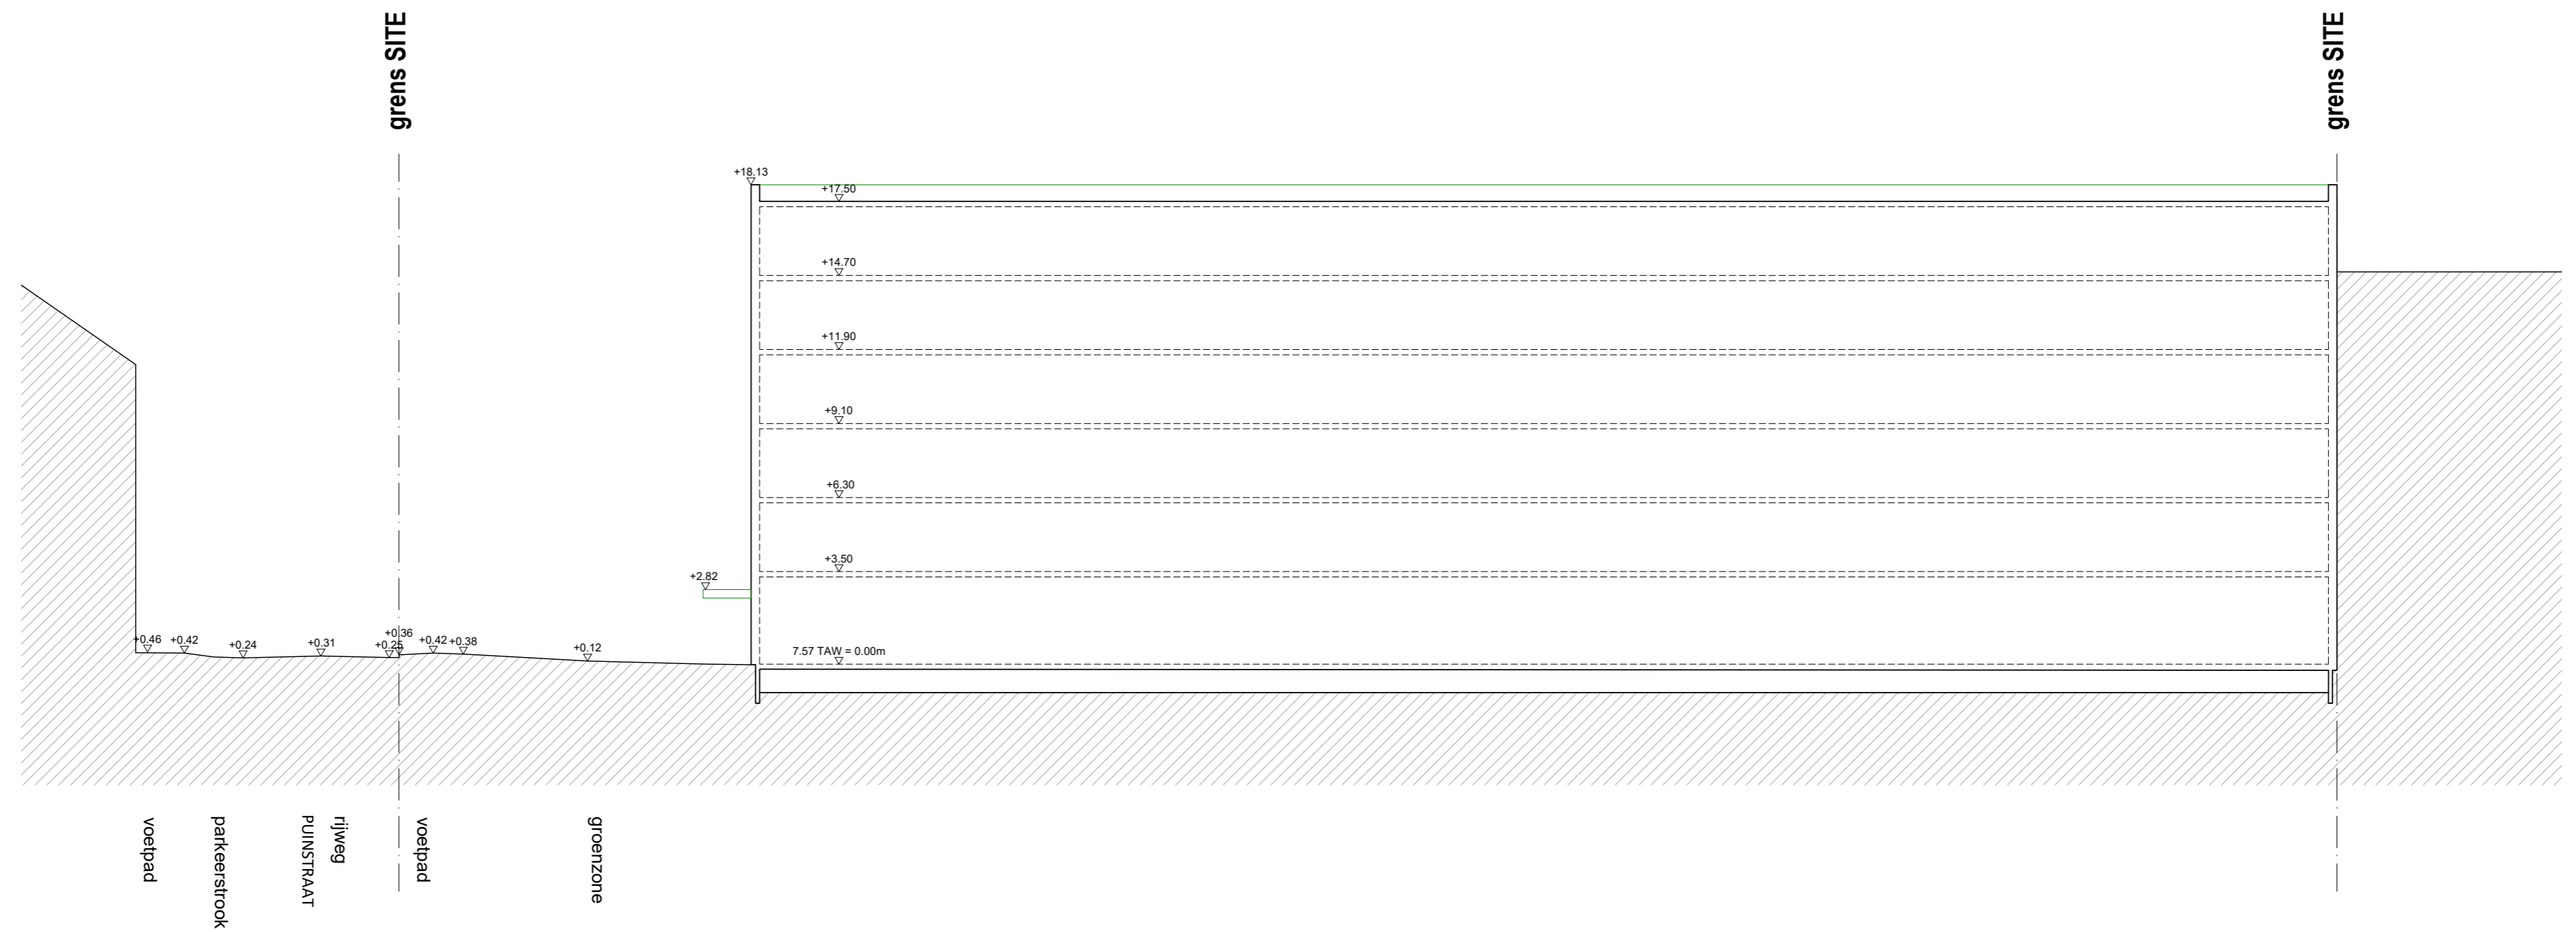 grens SITE
grens SITE
+18.13
+17.50
+14.70
+11.90
+9.10
+6.30
+3.50
+2.82
7.57 TAW = 0.00m
+0.46
+0.42
+0.24
+0.31
+0.25
+0.36
+0.42
+0.38
+0.12
voetpad
parkeerstrook
PUINSTRAAT
rijweg
voetpad
groenzone